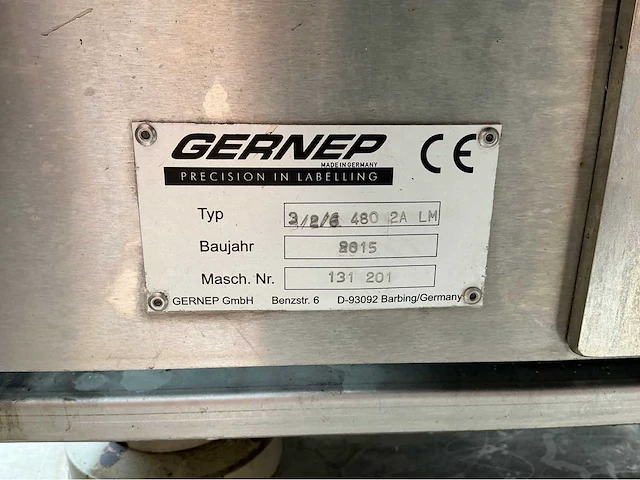 GERNEP
MADE IN GERMANY
PRECISION IN LABELLING
CE
Typ 3/2/6 480 2A LM
Baujahr 2015
Masch. Nr. 131 201
GERNEP GmbH Benzstr. 6 D-93092 Barbing/Germany